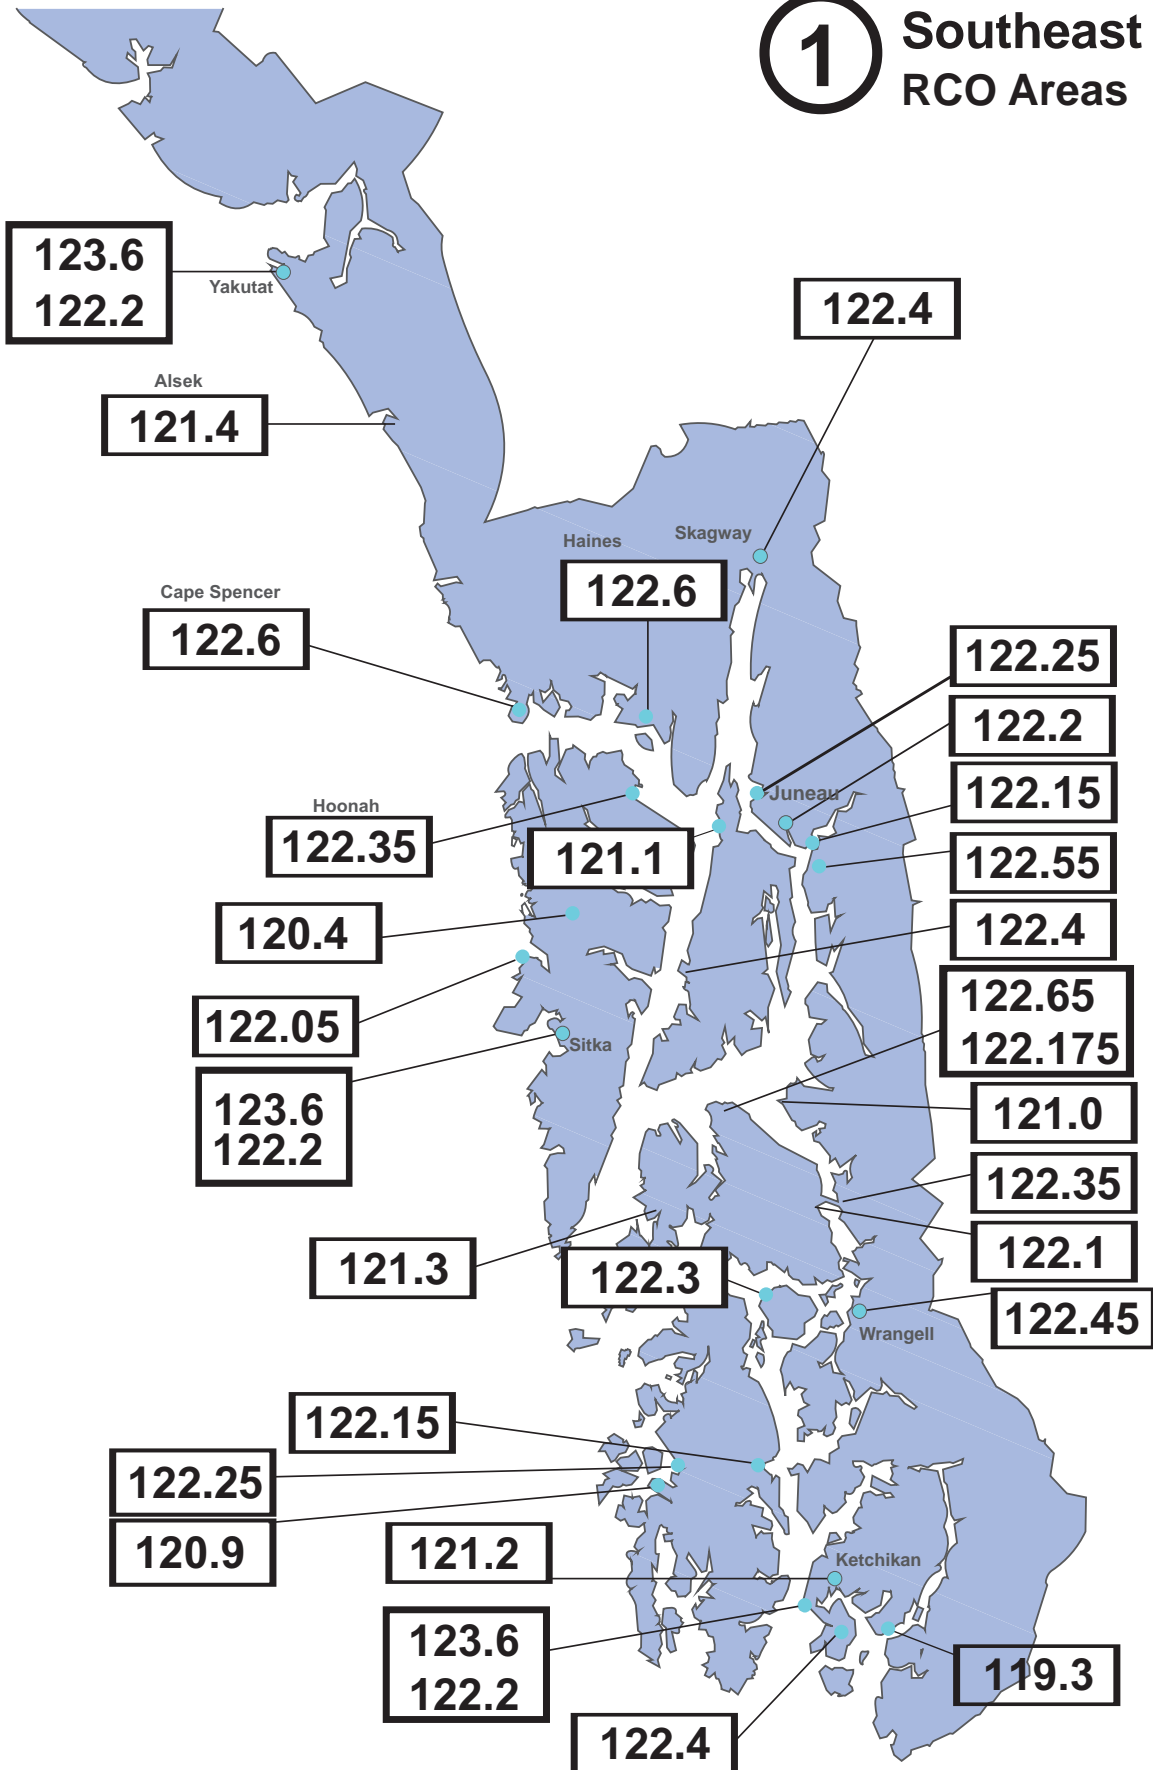 1
Southeast
RCO Areas
123.6
122.2
Yakutat
122.4
Alsek
121.4
Haines
Skagway
122.6
Cape Spencer
122.6
122.25
122.2
122.15
122.55
122.4
122.65
122.175
121.0
122.35
122.1
122.45
Juneau
Hoonah
122.35
121.1
120.4
122.05
Sitka
123.6
122.2
121.3
122.3
Wrangell
122.15
122.25
120.9
121.2
Ketchikan
123.6
122.2
119.3
122.4